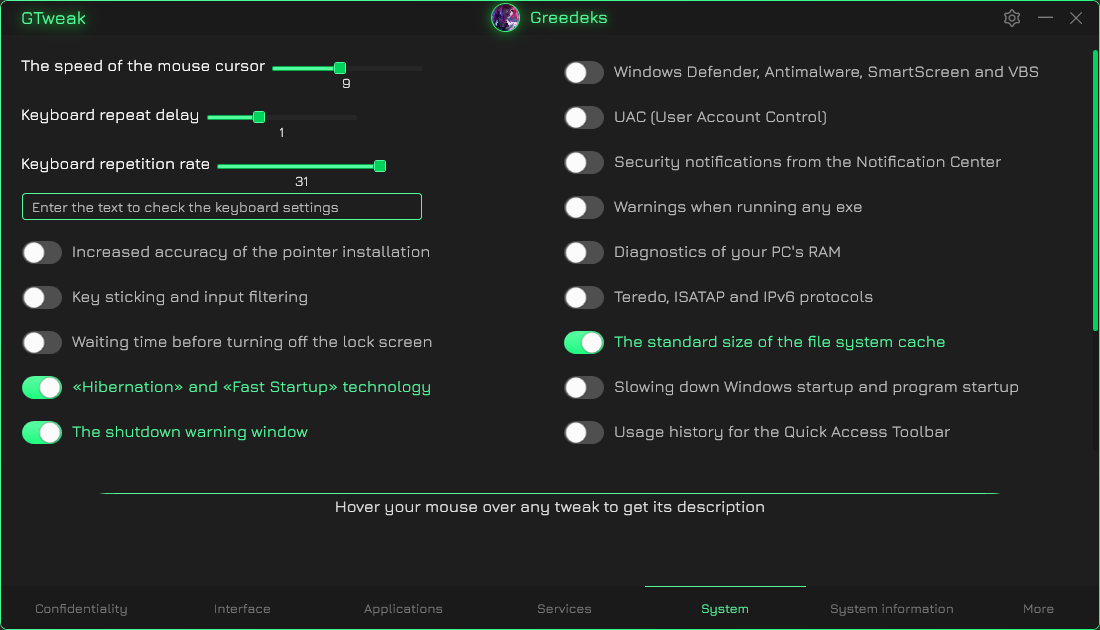 GTweak
Greedeks
The speed of the mouse cursor
9
Keyboard repeat delay
1
Keyboard repetition rate
31
Enter the text to check the keyboard settings
Increased accuracy of the pointer installation
Key sticking and input filtering
Waiting time before turning off the lock screen
«Hibernation» and «Fast Startup» technology
The shutdown warning window
Windows Defender, Antimalware, SmartScreen and VBS
UAC (User Account Control)
Security notifications from the Notification Center
Warnings when running any exe
Diagnostics of your PC's RAM
Teredo, ISATAP and IPv6 protocols
The standard size of the file system cache
Slowing down Windows startup and program startup
Usage history for the Quick Access Toolbar
Hover your mouse over any tweak to get its description
Confidentiality
Interface
Applications
Services
System
System information
More